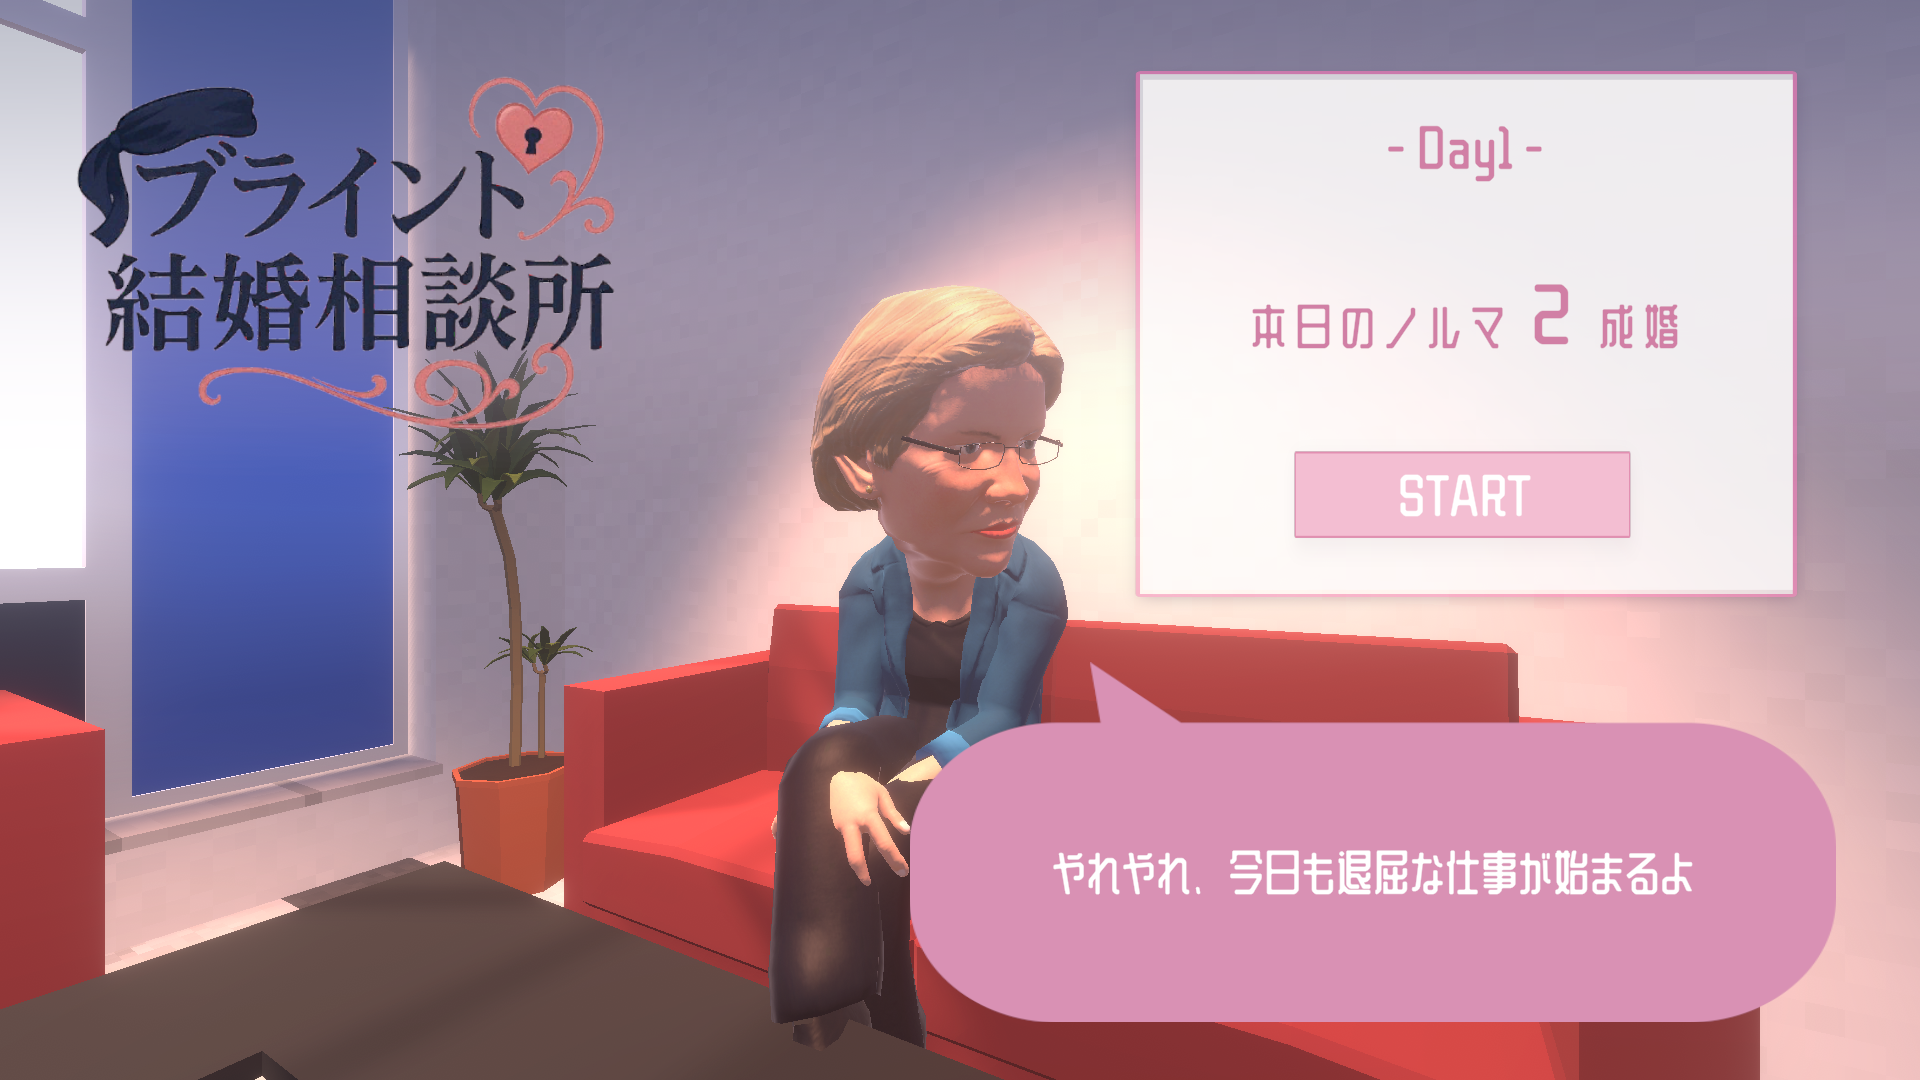 ブライント
結婚相談所
- Day1 -
本日のノルマ 2 成婚
START
やれやれ、今日も退屈な仕事が始まるよ